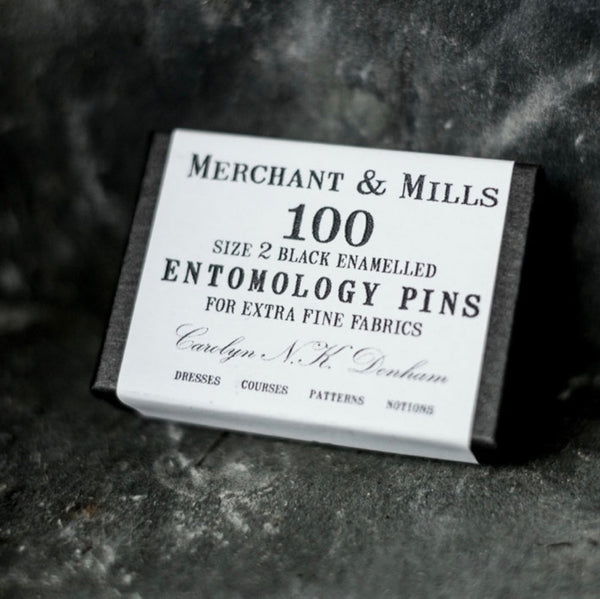 MERCHANT & MILLS
100
SIZE 2 BLACK ENAMELLED
ENTOMOLOGY PINS
FOR EXTRA FINE FABRICS
Carolyn N.K. Denham
DRESSES COURSES PATTERNS NOTIONS